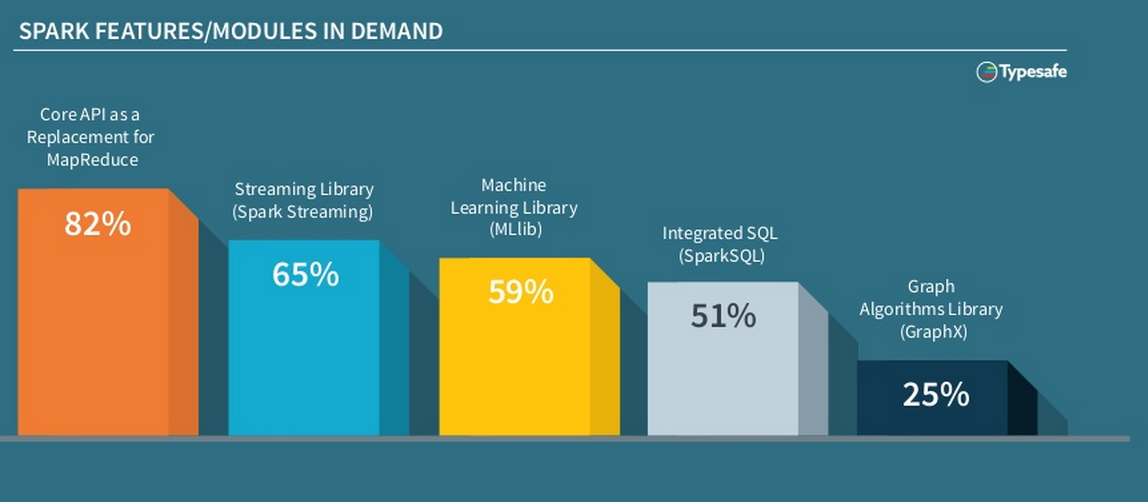 SPARK FEATURES/MODULES IN DEMAND
Typesafe
Core API as a
Replacement for
MapReduce
82%
Streaming Library
(Spark Streaming)
65%
Machine
Learning Library
(MLlib)
59%
Integrated SQL
(SparkSQL)
51%
Graph
Algorithms Library
(GraphX)
25%